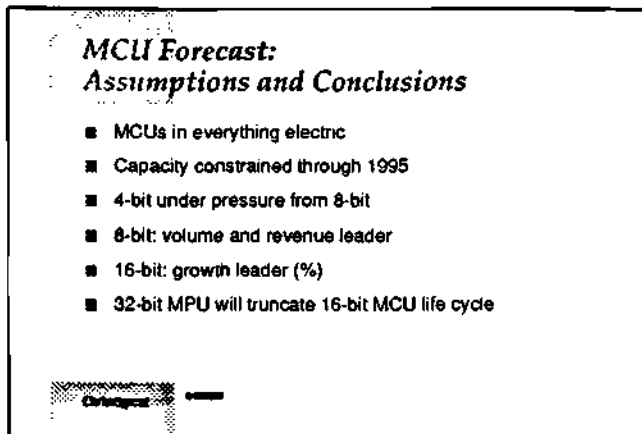 MCU Forecast:
Assumptions and Conclusions
■ MCUs in everything electric
■ Capacity constrained through 1995
■ 4-bit under pressure from 8-bit
■ 8-bit: volume and revenue leader
■ 16-bit: growth leader (%)
■ 32-bit MPU will truncate 16-bit MCU life cycle